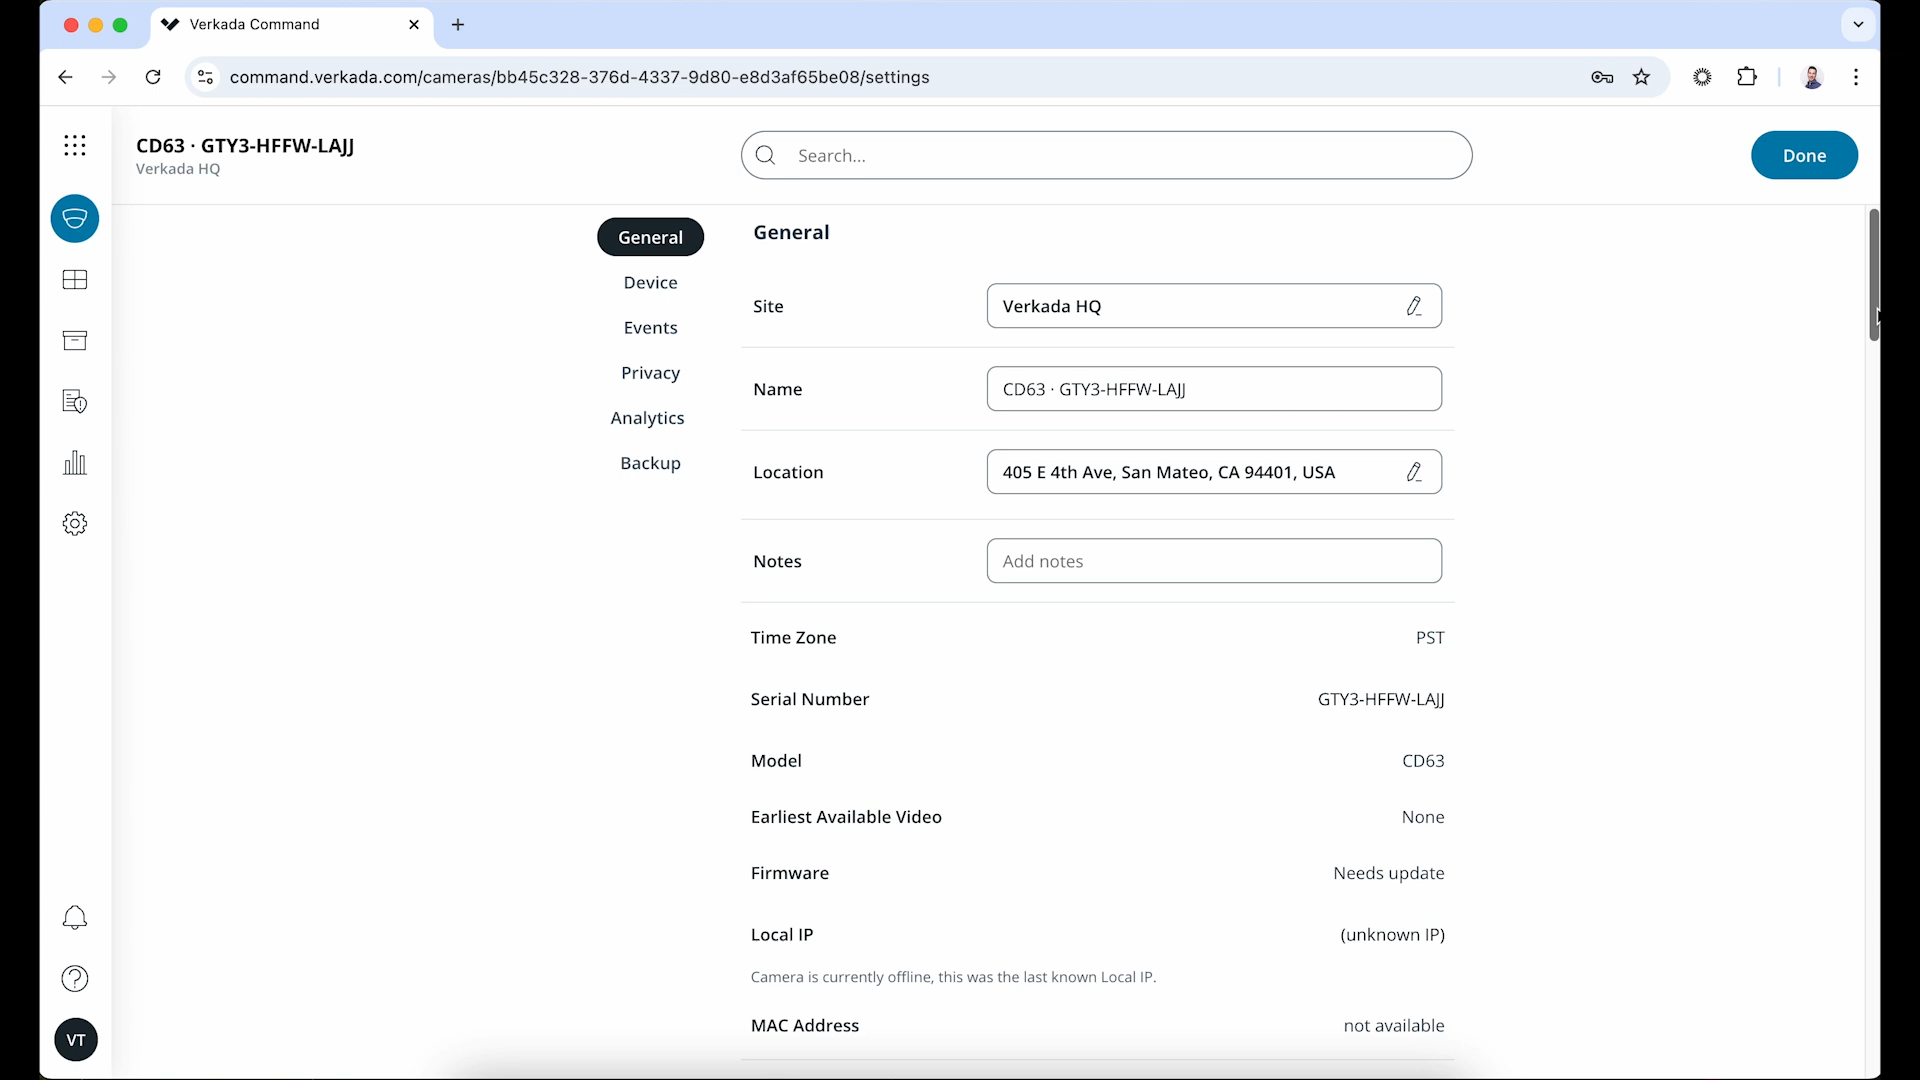 Verkada Command
command.verkada.com/cameras/bb45c328-376d-4337-9d80-e8d3af65be08/settings
CD63 · GTY3-HFFW-LAJJ
Verkada HQ
Search...
Done
General
Device
Events
Privacy
Analytics
Backup
General
Site
Verkada HQ
Name
CD63 · GTY3-HFFW-LAJJ
Location
405 E 4th Ave, San Mateo, CA 94401, USA
Notes
Add notes
Time Zone
PST
Serial Number
GTY3-HFFW-LAJJ
Model
CD63
Earliest Available Video
None
Firmware
Needs update
Local IP
(unknown IP)
Camera is currently offline, this was the last known Local IP.
MAC Address
not available
VT